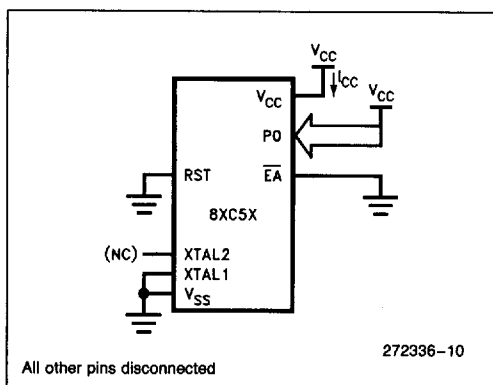 VCC
ICC
VCC
VCC
P0
RST
EA
8XC5X
(NC)
XTAL2
XTAL1
VSS
272336-10
All other pins disconnected